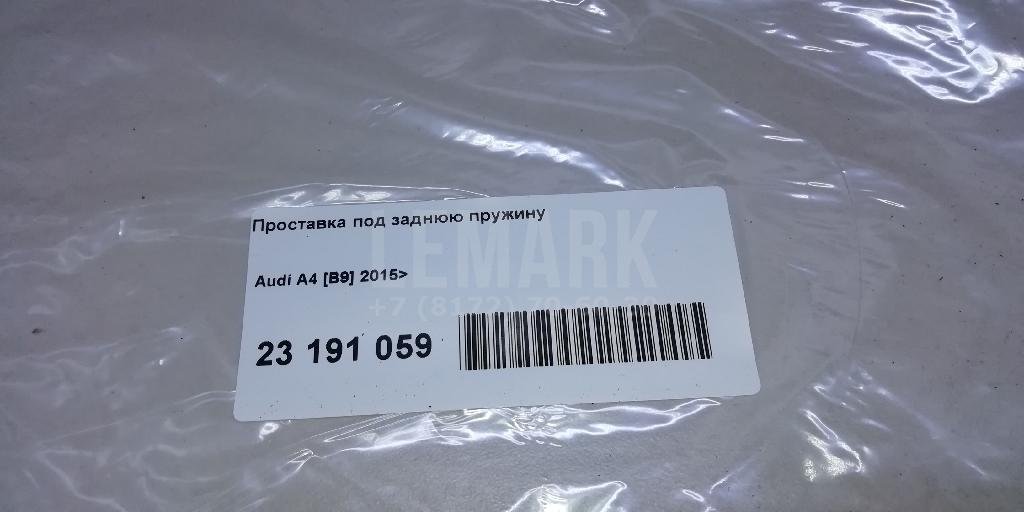 Проставка под заднюю пружину
LEMARK
Audi A4 [B9] 2015>
23 191 059